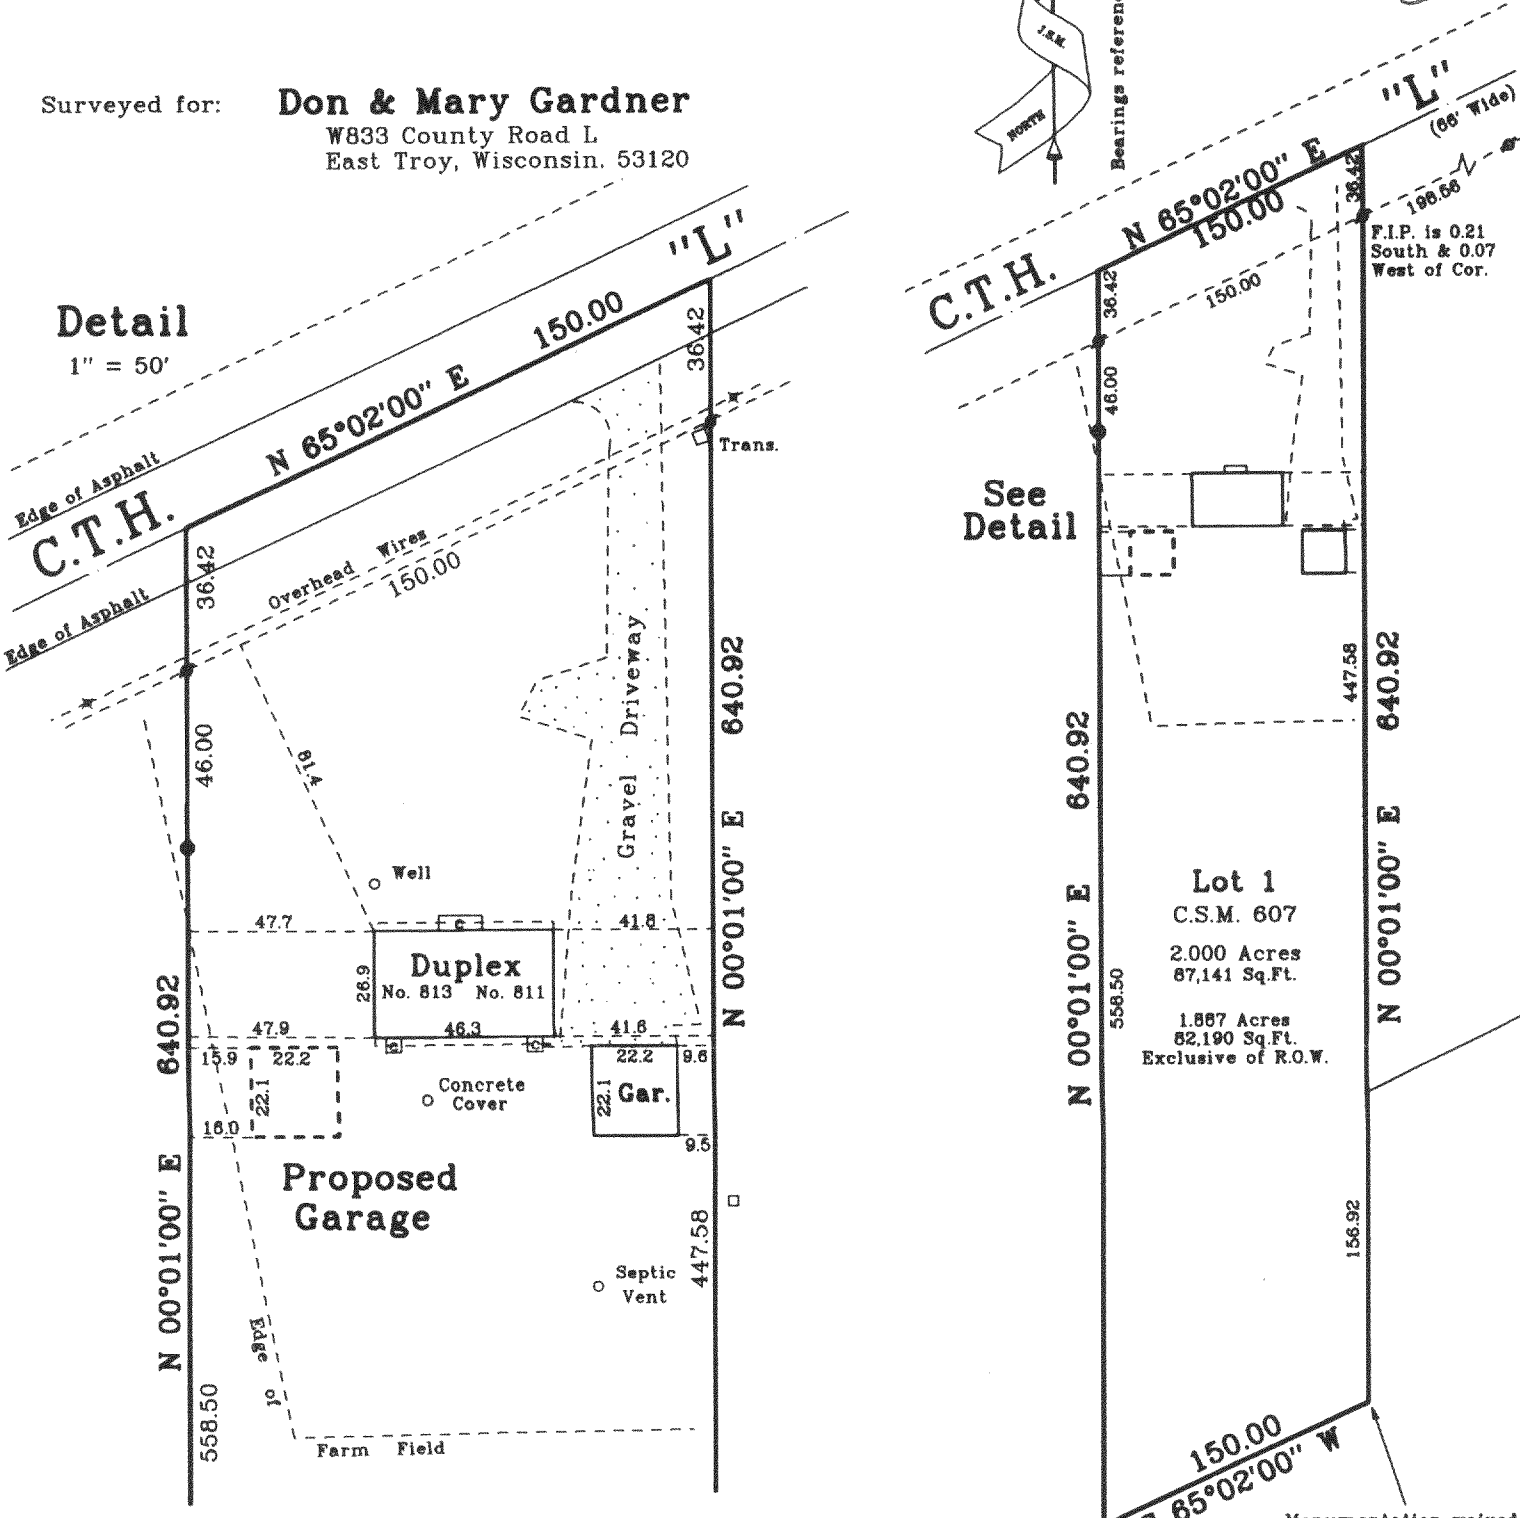 Surveyed for: Don & Mary Gardner
W833 County Road L
East Troy, Wisconsin. 53120
Detail
1" = 50'
"L"
150.00
N 65°02'00" E
C.T.H.
Edge of Asphalt
Edge of Asphalt
36.42
36.42
Trans.
Overhead Wires
150.00
46.00
81.4
Gravel Driveway
640.92
N 00°01'00" E
Well
47.7
C
41.8
26.9
Duplex
No. 813 No. 811
47.9
46.3
41.6
640.92
15.9
22.2
22.1
16.0
22.2
9.6
22.1
Gar.
9.5
Concrete
Cover
Proposed
Garage
N 00°01'00" E
447.58
Septic
Vent
558.50
Edge of
Farm Field
J.S.M.
NORTH
Bearings
"L"
(66' Wide)
N 65°02'00" E
150.00
C.T.H.
36.42
36.42
198.56
F.I.P. is 0.21
South & 0.07
West of Cor.
150.00
46.00
See
Detail
447.58
640.92
640.92
N 00°01'00" E
N 00°01'00" E
558.50
Lot 1
C.S.M. 607
2.000 Acres
87,141 Sq.Ft.
1.887 Acres
82,190 Sq.Ft.
Exclusive of R.O.W.
156.92
150.00
65°02'00" W